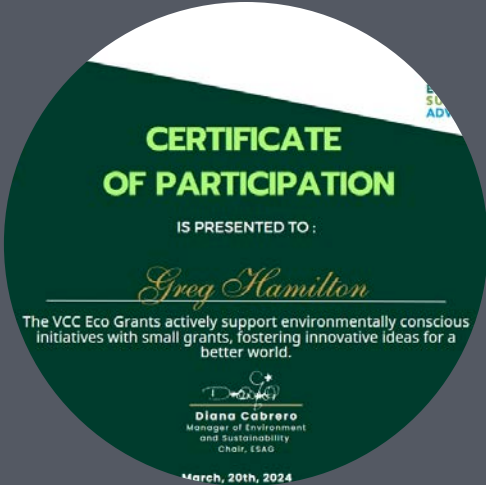 SU
ADV
CERTIFICATE
OF PARTICIPATION
IS PRESENTED TO :
Greg Hamilton
The VCC Eco Grants actively support environmentally conscious
initiatives with small grants, fostering innovative ideas for a
better world.
Diana Cabrero
Manager of Environment
and Sustainability
Chair, ESAG
March, 20th, 2024